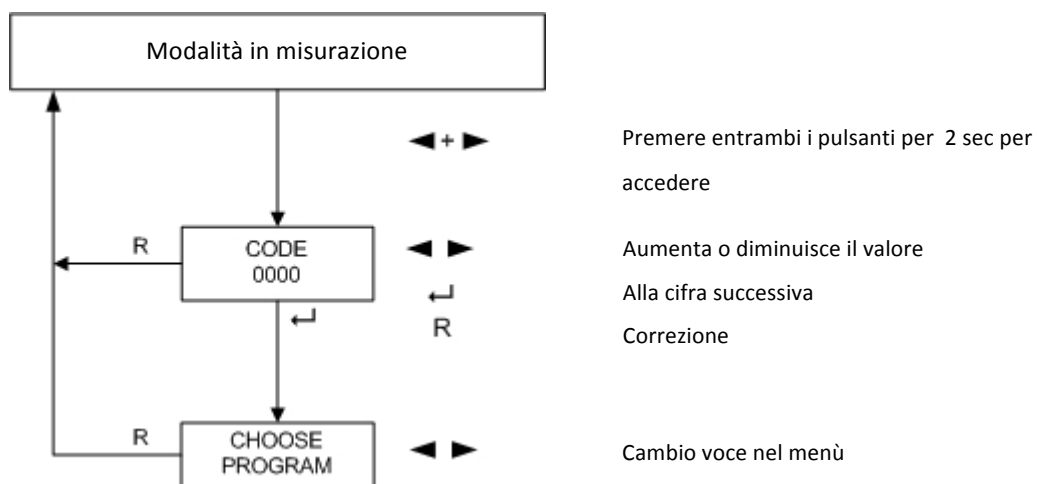 Modalità in misurazione
◄+► Premere entrambi i pulsanti per 2 sec per
accedere
R CODE ◄ ► Aumenta o diminuisce il valore
0000
↵ ↵ Alla cifra successiva
R Correzione
R CHOOSE ◄ ► Cambio voce nel menù
PROGRAM